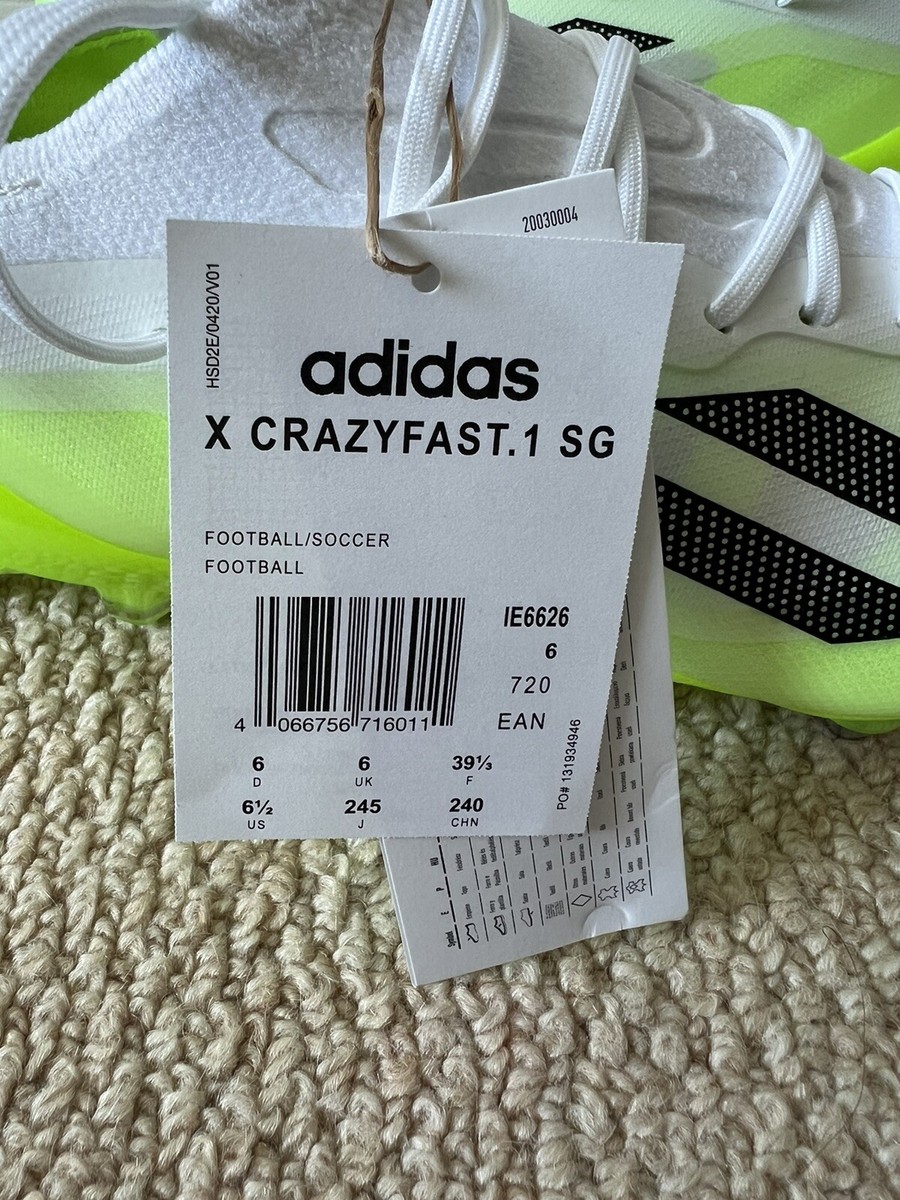 20030004
HSD2E/0420/V01
adidas
X CRAZYFAST.1 SG
FOOTBALL/SOCCER
FOOTBALL
IE6626
6
720
EAN
4 066756 716011
PO# 131934946
6 6 39⅓
D UK F
6½ 245 240
US J CHN